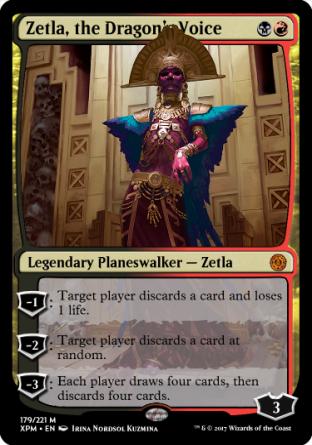 Zetla, the Dragon's Voice
Legendary Planeswalker — Zetla
-1: Target player discards a card and loses
1 life.
-2: Target player discards a card at
random.
-3: Each player draws four cards, then
discards four cards.
3
179/221 M
XPM • EN Irina Nordsol Kuzmina
™ & © 2017 Wizards of the Coast